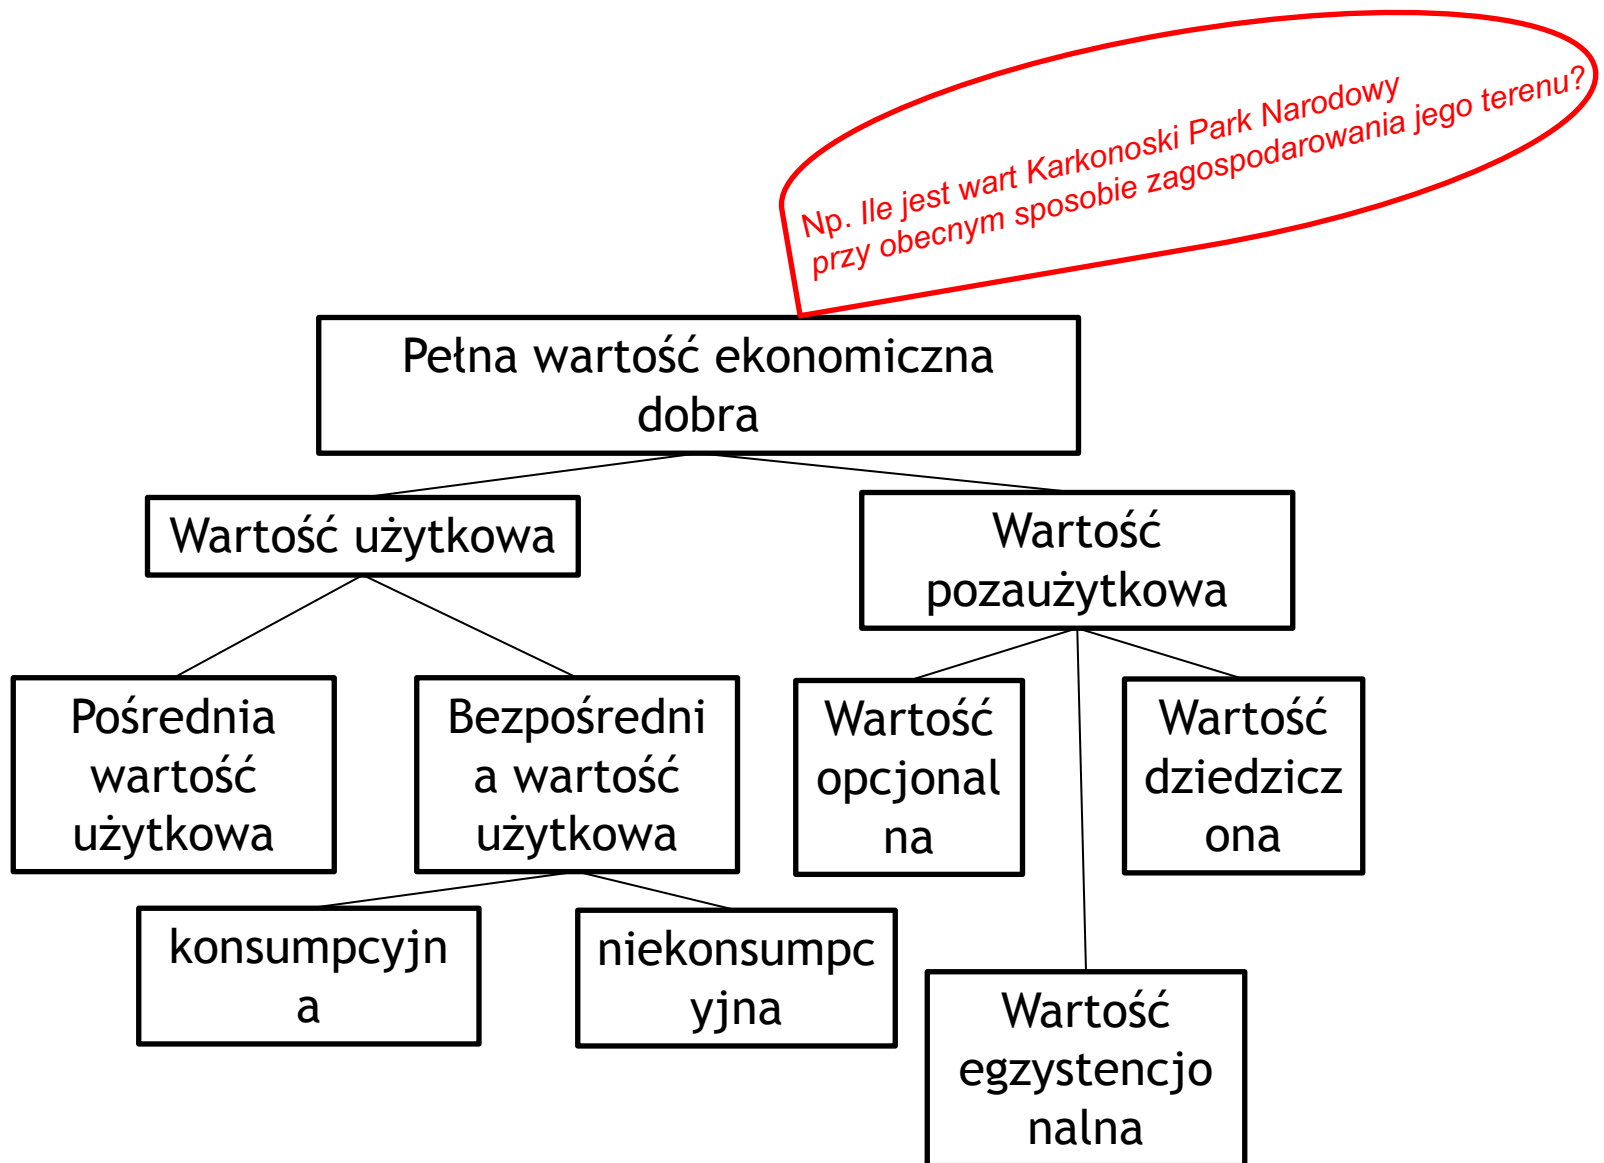 Np. Ile jest wart Karkonoski Park Narodowy
przy obecnym sposobie zagospodarowania jego terenu?
Pełna wartość ekonomiczna
dobra
Wartość użytkowa
Wartość
pozaużytkowa
Pośrednia
wartość
użytkowa
Bezpośredni
a wartość
użytkowa
Wartość
opcjonal
na
Wartość
dziedzicz
ona
konsumpcyjn
a
niekonsumpc
yjna
Wartość
egzystencjo
nalna